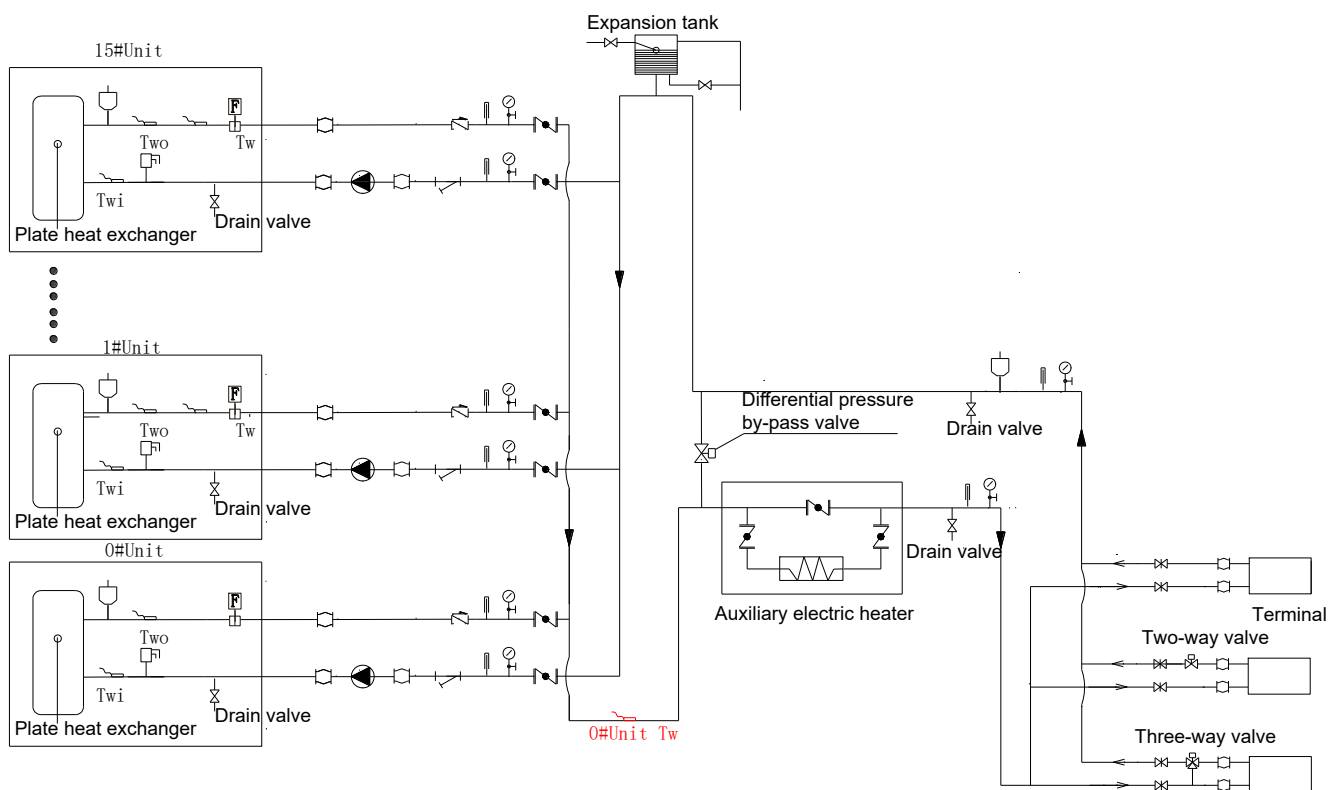 Expansion tank
15#Unit
F
Two
Tw
Twi
Drain valve
Plate heat exchanger
1#Unit
F
Two
Tw
Twi
Drain valve
Plate heat exchanger
Differential pressure
by-pass valve
Drain valve
Drain valve
0#Unit
F
Two
Twi
Drain valve
Plate heat exchanger
0#Unit Tw
Auxiliary electric heater
Terminal
Two-way valve
Three-way valve